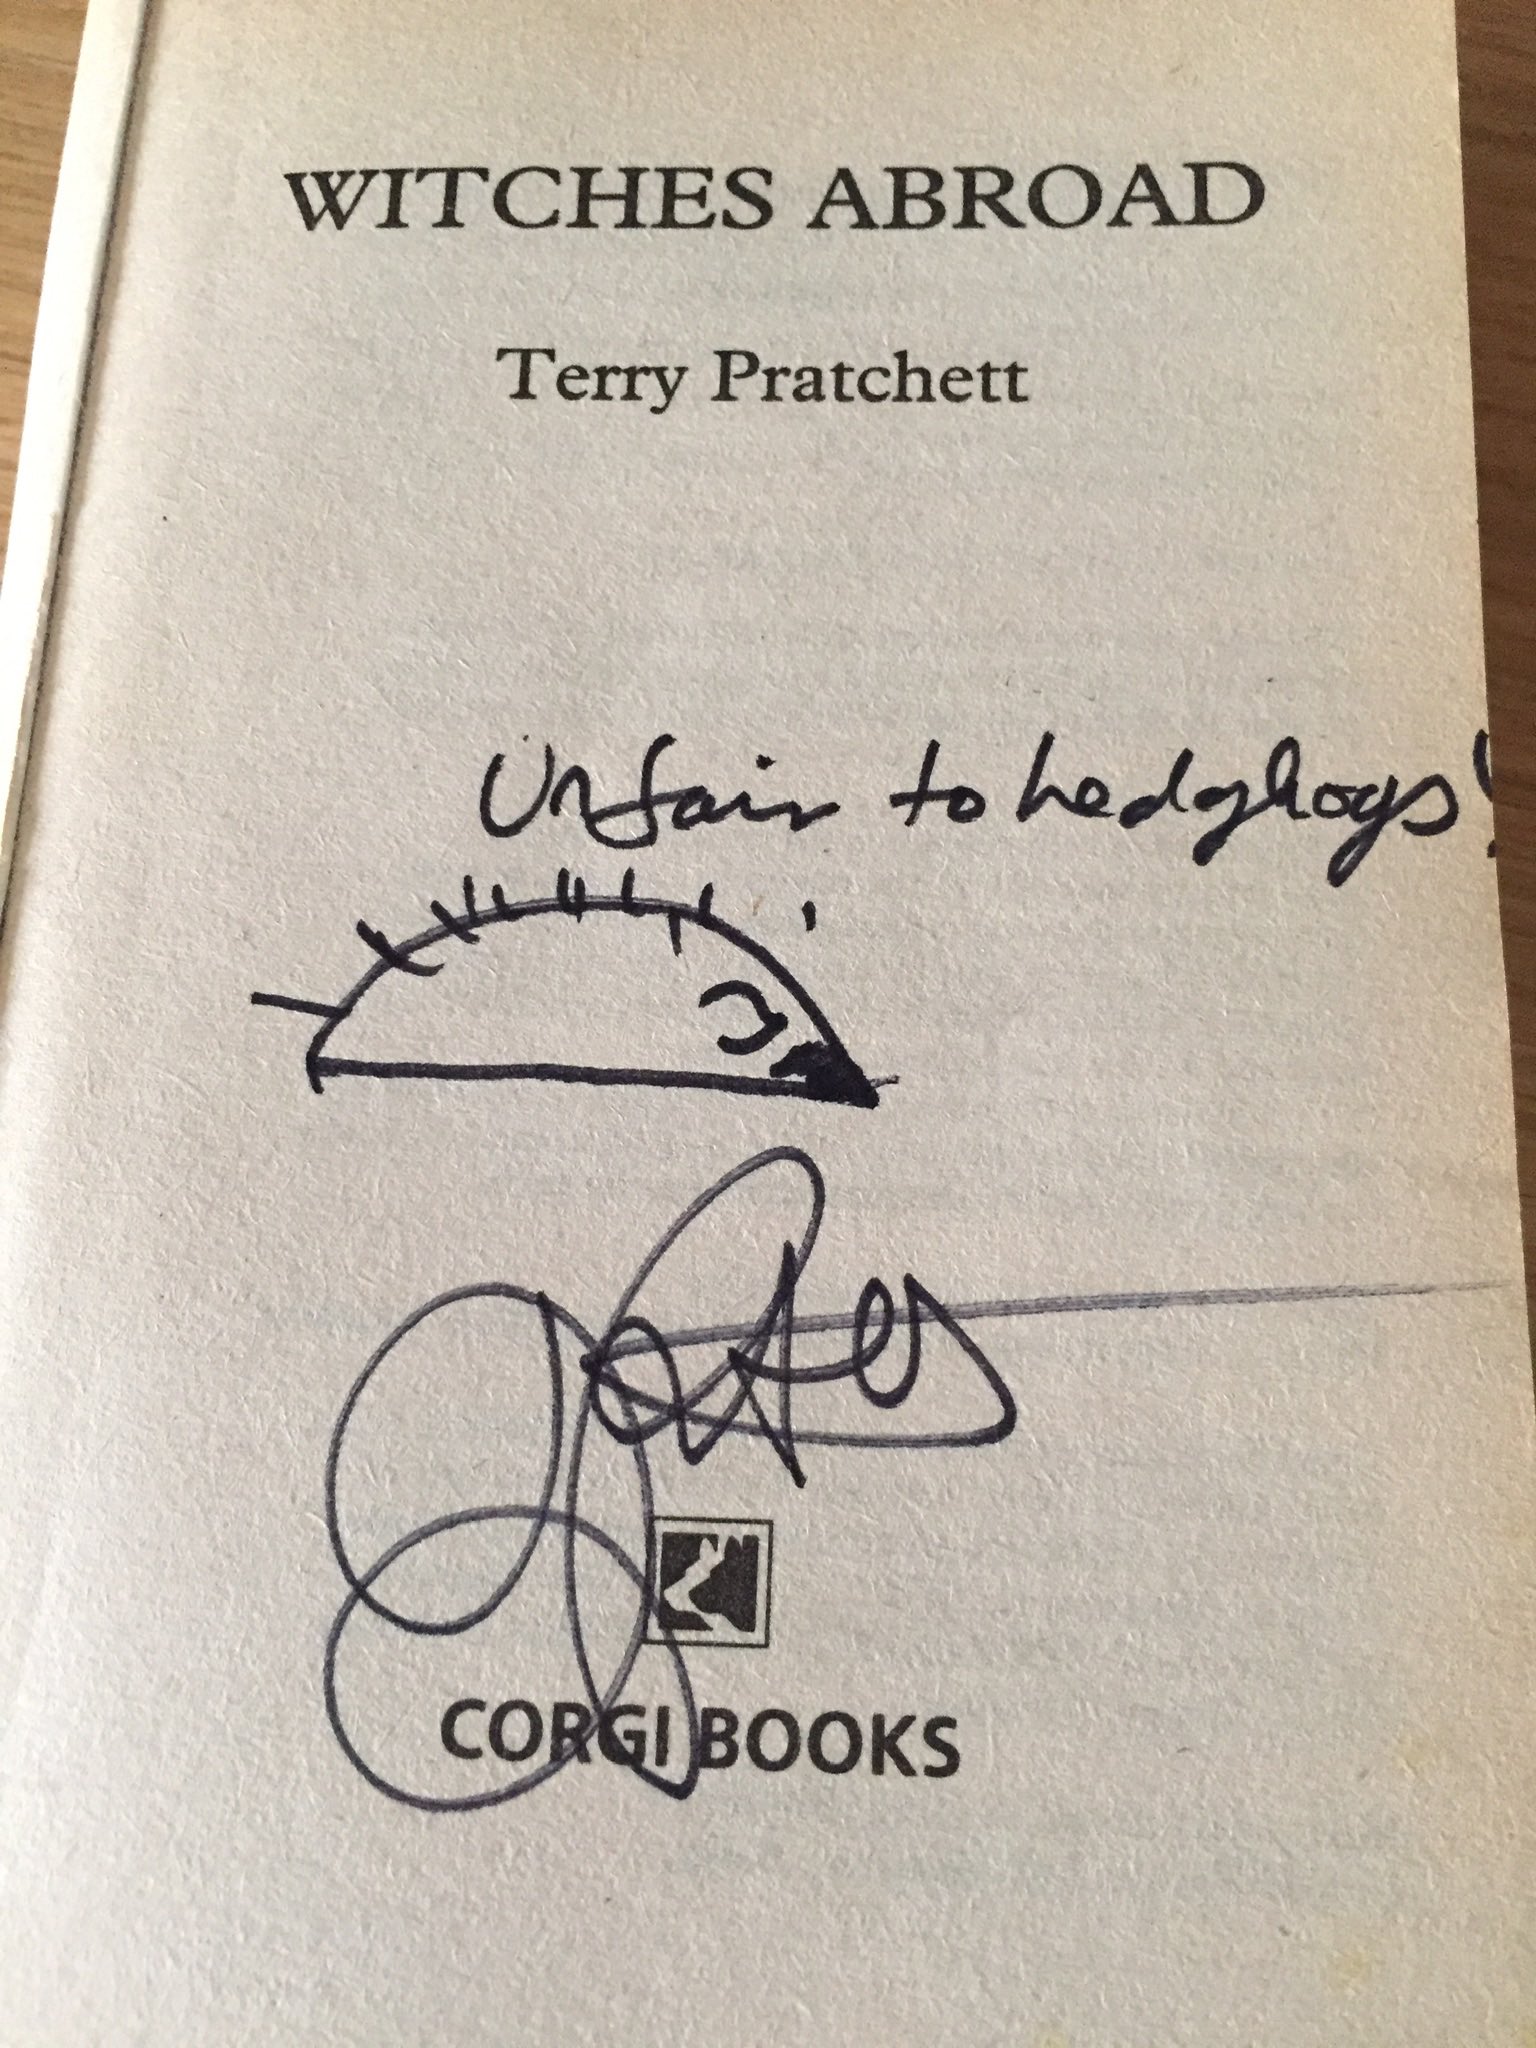 WITCHES ABROAD
Terry Pratchett
Unfair to hedgehogs!
CORGI BOOKS